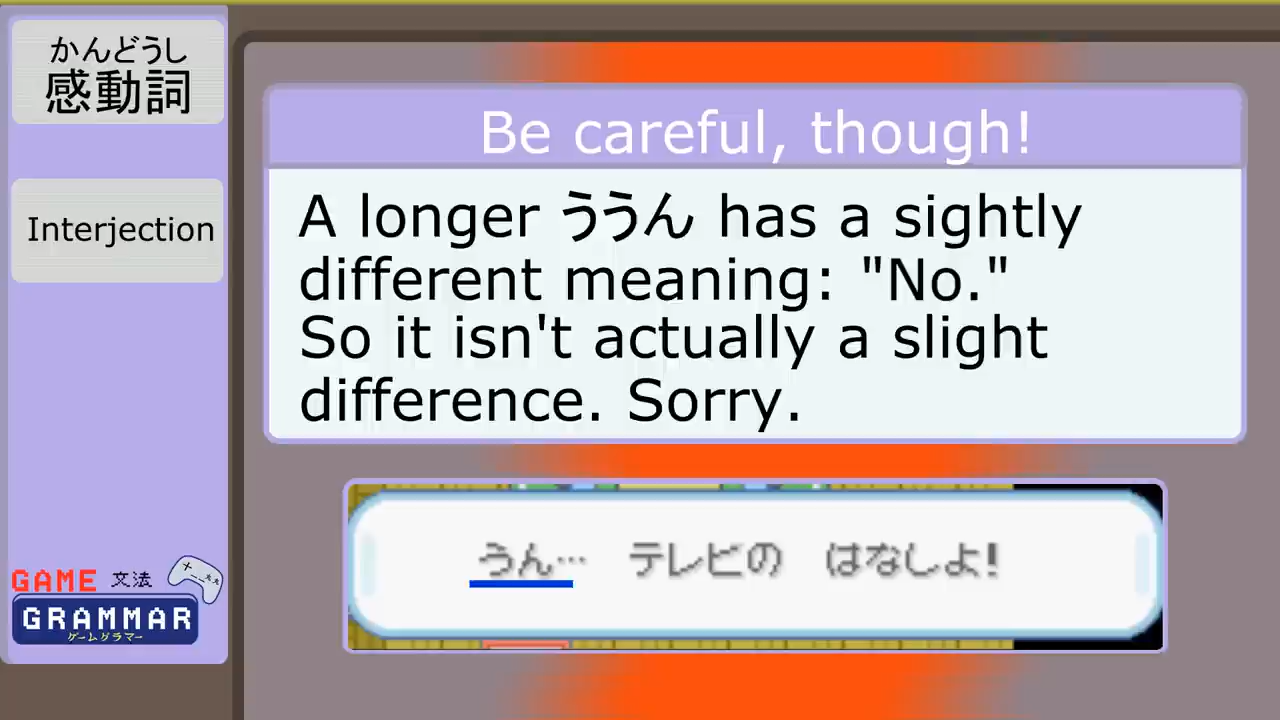 かんどうし
感動詞
Interjection
Be careful, though!
A longer ううん has a sightly
different meaning: "No."
So it isn't actually a slight
difference. Sorry.
うん… テレビの はなしよ!
GAME 文法
GRAMMAR
ゲームグラマー